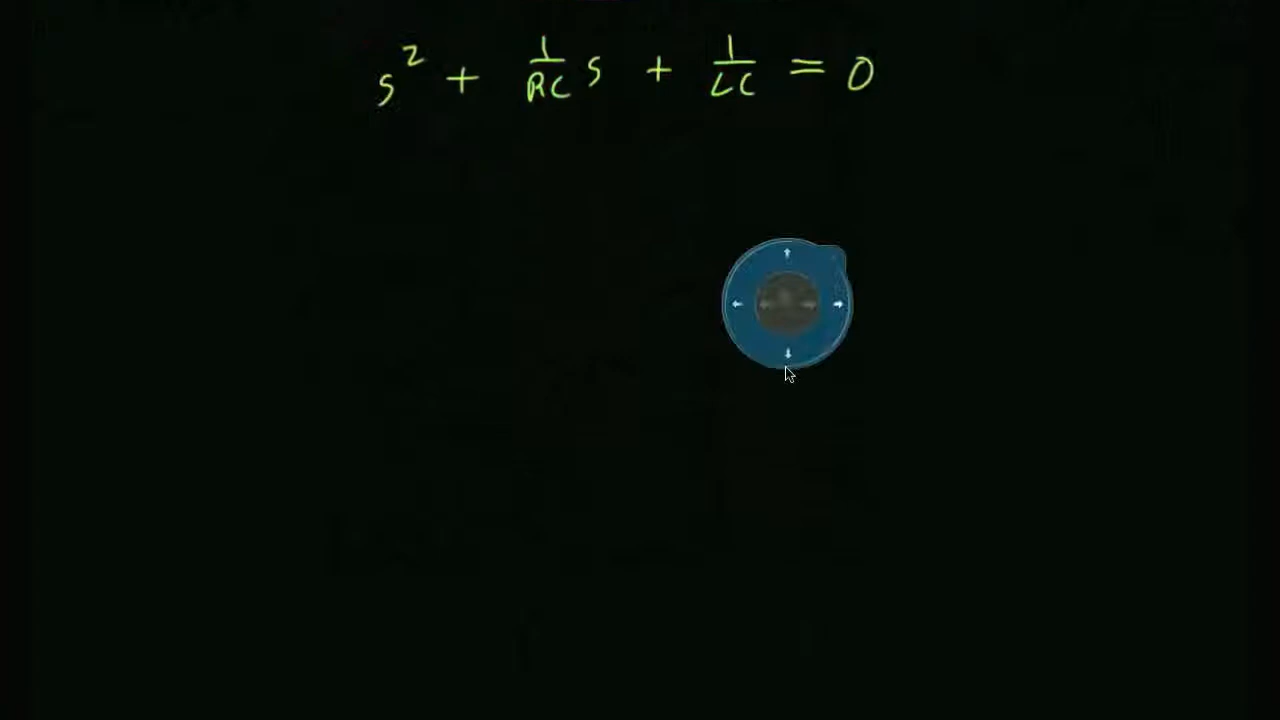 s² + 1/RC s + 1/LC = 0